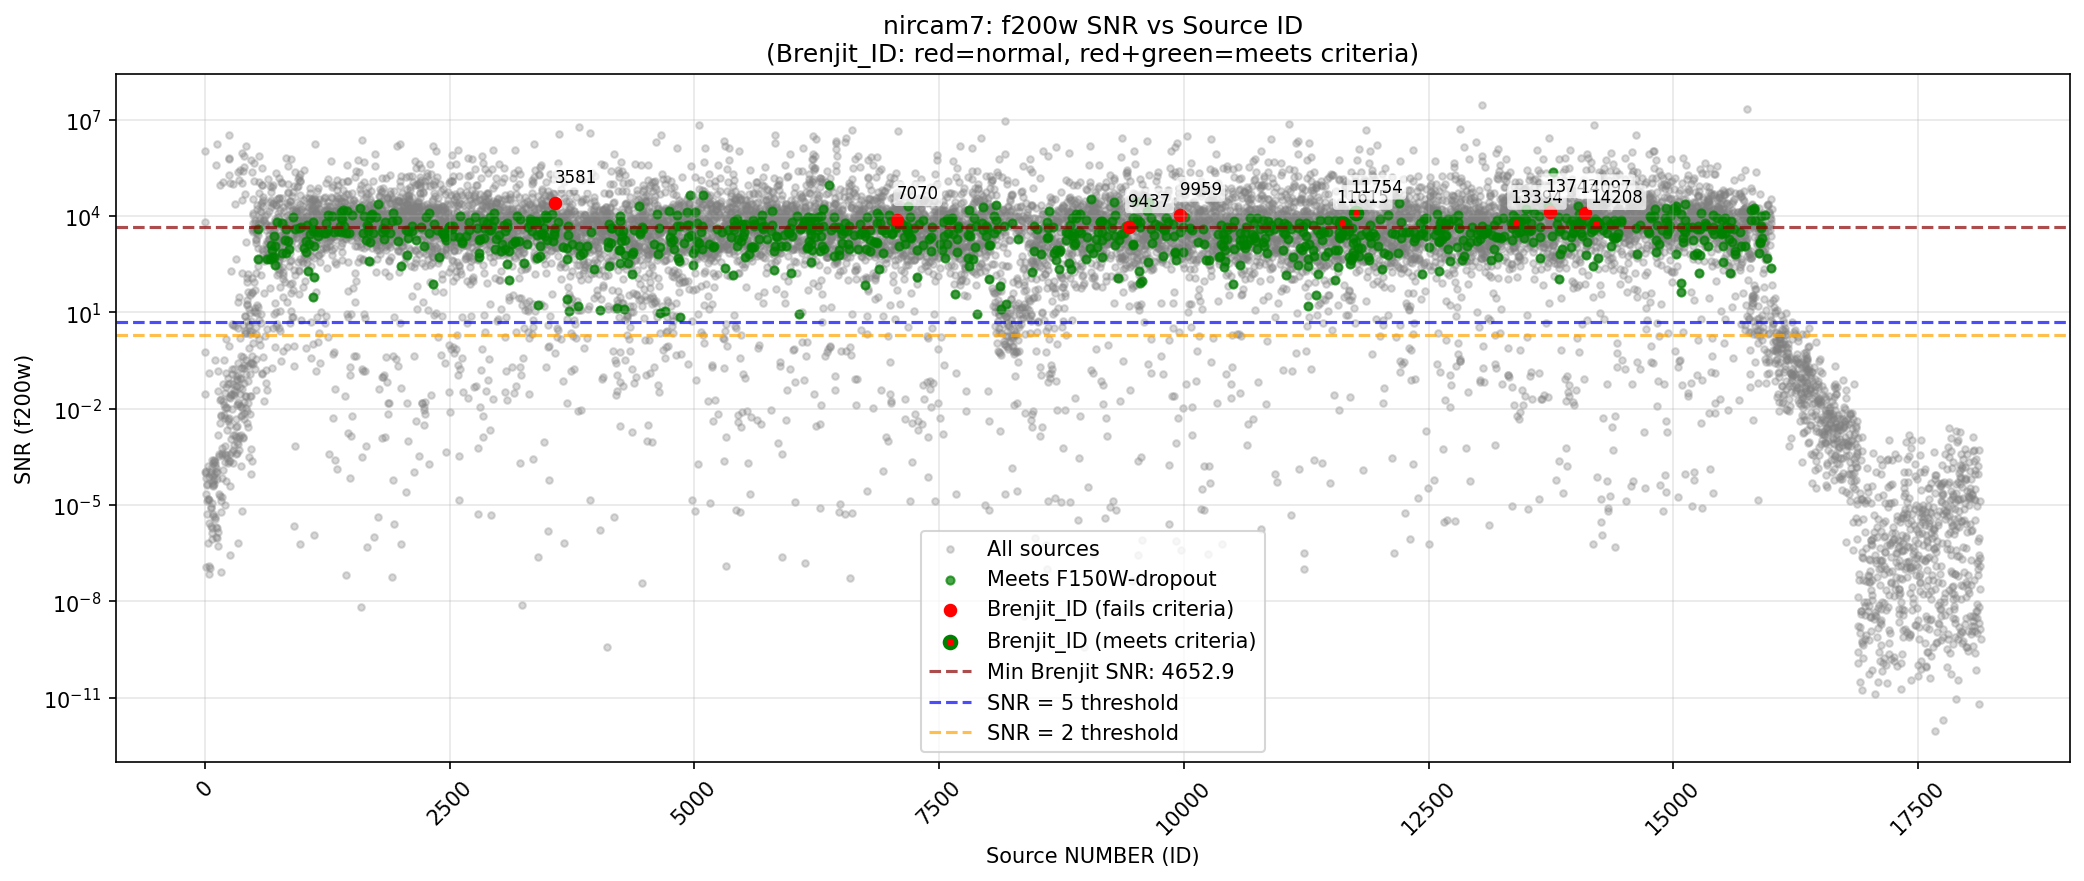 nircam7: f200w SNR vs Source ID
(Brenjit_ID: red=normal, red+green=meets criteria)
SNR (f200w)
10^7
10^4
10^1
10^-2
10^-5
10^-8
10^-11
3581
7070
9437
9959
11754
13394
14208
All sources
Meets F150W-dropout
Brenjit_ID (fails criteria)
Brenjit_ID (meets criteria)
Min Brenjit SNR: 4652.9
SNR = 5 threshold
SNR = 2 threshold
0
2500
5000
7500
10000
12500
15000
17500
Source NUMBER (ID)